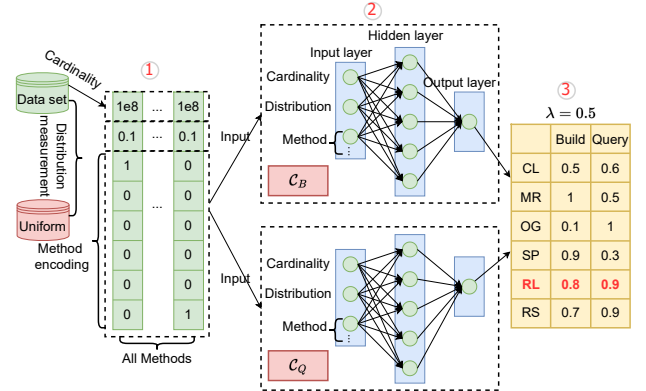 1
Cardinality
Data set
Distribution
measurement
Uniform
Method
encoding
1e8 ... 1e8
0.1 ... 0.1
1 0
0 ... 0
0 0
0 0
0 0
0 1
All Methods
Input
Input
2
Hidden layer
Input layer
Output layer
Cardinality
Distribution
Method
⋮
C_B
Cardinality
Distribution
Method
⋮
C_Q
3
λ = 0.5
Build Query
CL 0.5 0.6
MR 1 0.5
OG 0.1 1
SP 0.9 0.3
RL 0.8 0.9
RS 0.7 0.9